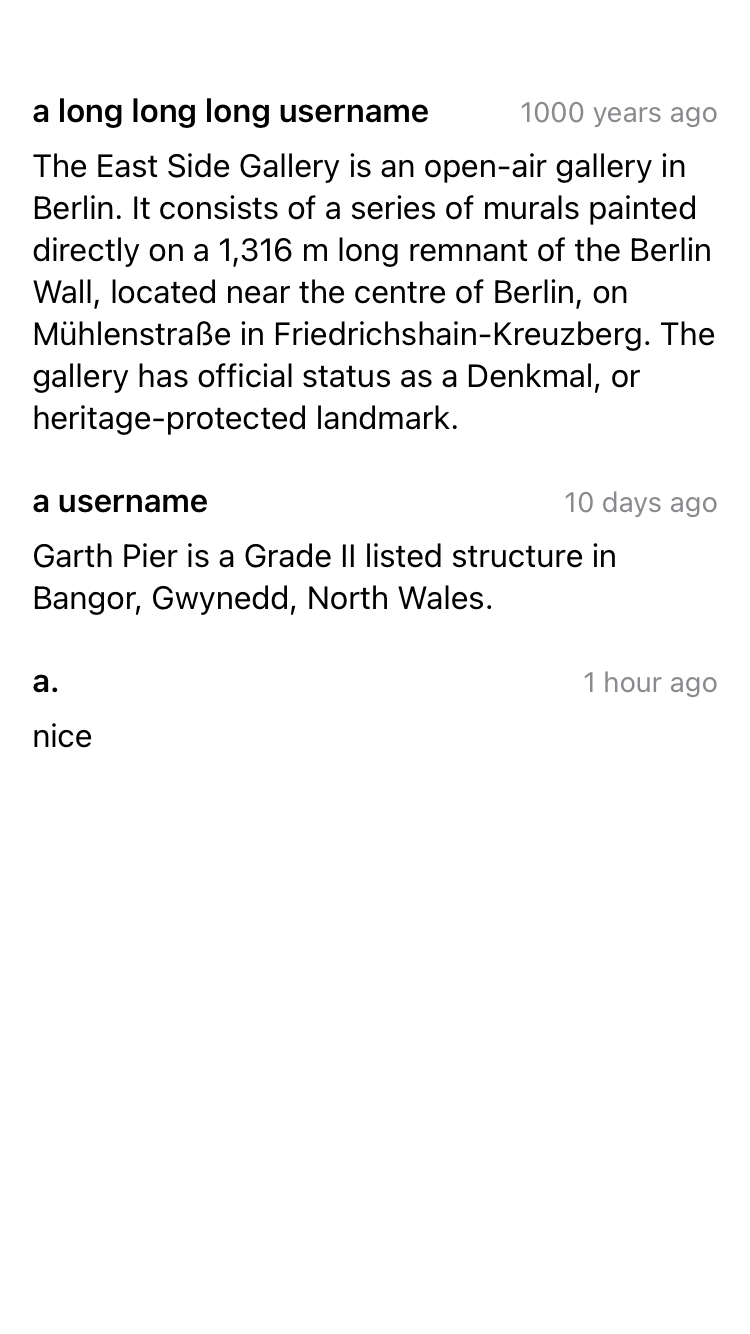 a long long long username 1000 years ago
The East Side Gallery is an open-air gallery in
Berlin. It consists of a series of murals painted
directly on a 1,316 m long remnant of the Berlin
Wall, located near the centre of Berlin, on
Mühlenstraße in Friedrichshain-Kreuzberg. The
gallery has official status as a Denkmal, or
heritage-protected landmark.
a username 10 days ago
Garth Pier is a Grade II listed structure in
Bangor, Gwynedd, North Wales.
a. 1 hour ago
nice